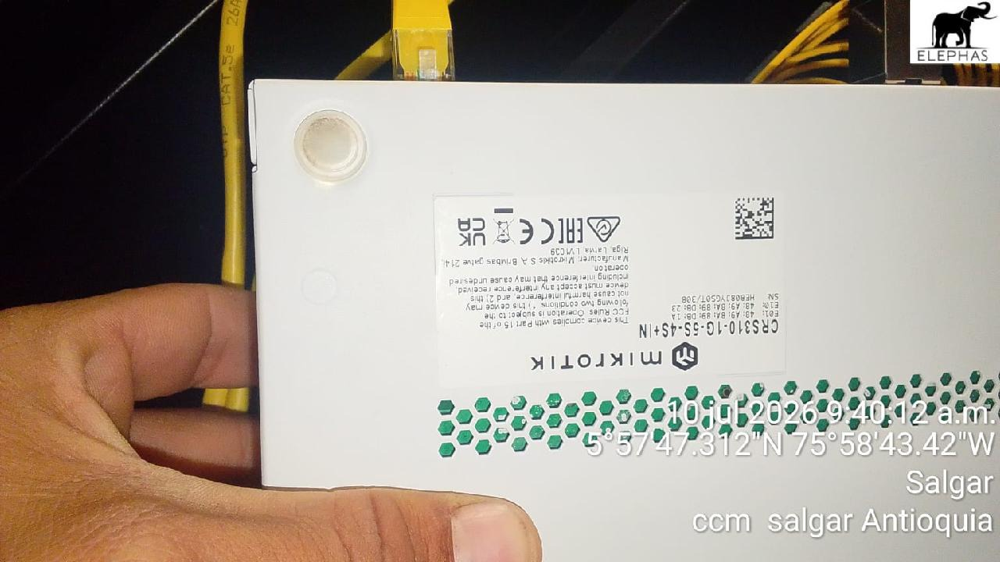 CAT.5e 26A
UTP
ELEPHAS
mikroTik
CRS310-1G-5S-4S+IN
E01: 48:A9:8A:89:DB:1A
E10: 48:A9:8A:89:DB:23
SN:
This device complies with Part 15 of the
FCC Rules. Operation is subject to the
following two conditions: 1) this device may
not cause harmful interference, and (2) this
device must accept any interference received,
including interference that may cause undesired
operation.
Manufacturer: Mikrotikls S.A. Brivibas gatve 214i,
Riga, Latvia, LV1039
EAC CE
UK
CA
10 jul 2026 9:40:12 a.m.
5°57'47.312"N 75°58'43.42"W
Salgar
ccm salgar Antioquia